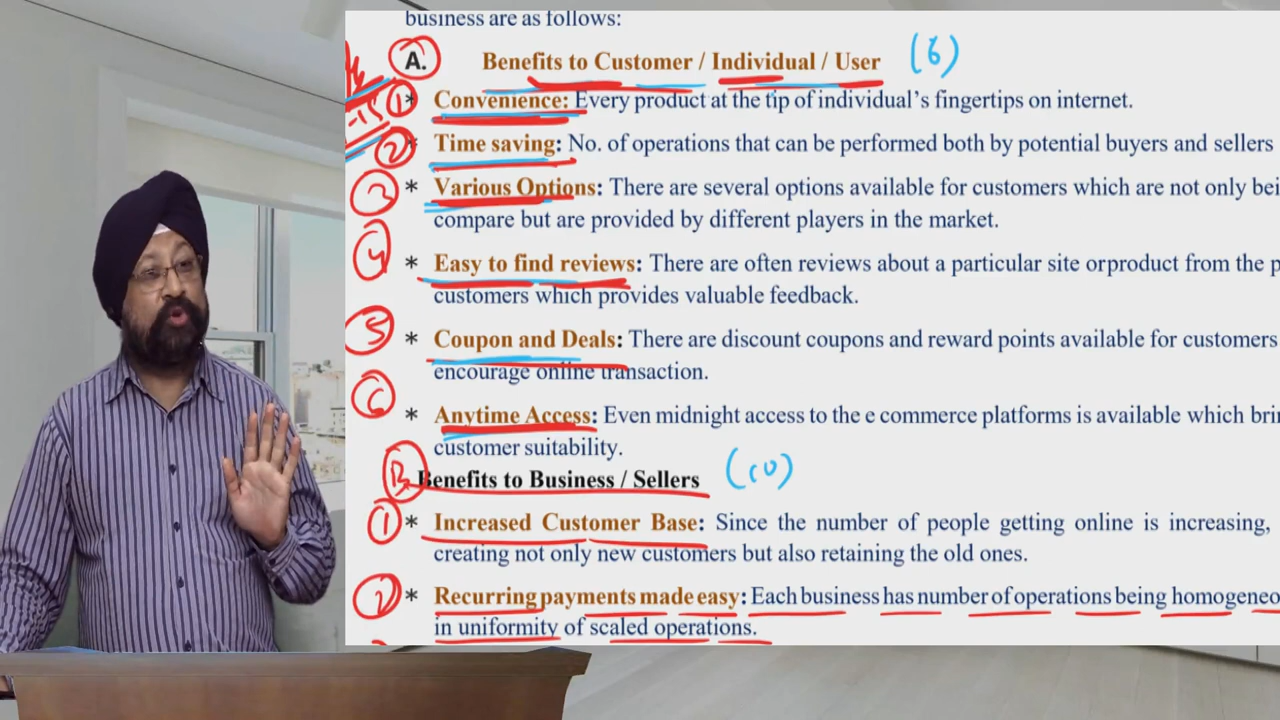 business are as follows:
A. Benefits to Customer / Individual / User (6)
-15 1 * Convenience: Every product at the tip of individual's fingertips on internet.
2 * Time saving: No. of operations that can be performed both by potential buyers and sellers
3 * Various Options: There are several options available for customers which are not only bei
compare but are provided by different players in the market.
4 * Easy to find reviews: There are often reviews about a particular site orproduct from the p
customers which provides valuable feedback.
5 * Coupon and Deals: There are discount coupons and reward points available for customers
encourage online transaction.
6 * Anytime Access: Even midnight access to the e commerce platforms is available which brin
customer suitability.
B. Benefits to Business / Sellers (10)
1 * Increased Customer Base: Since the number of people getting online is increasing,
creating not only new customers but also retaining the old ones.
2 * Recurring payments made easy: Each business has number of operations being homogeneo
in uniformity of scaled operations.